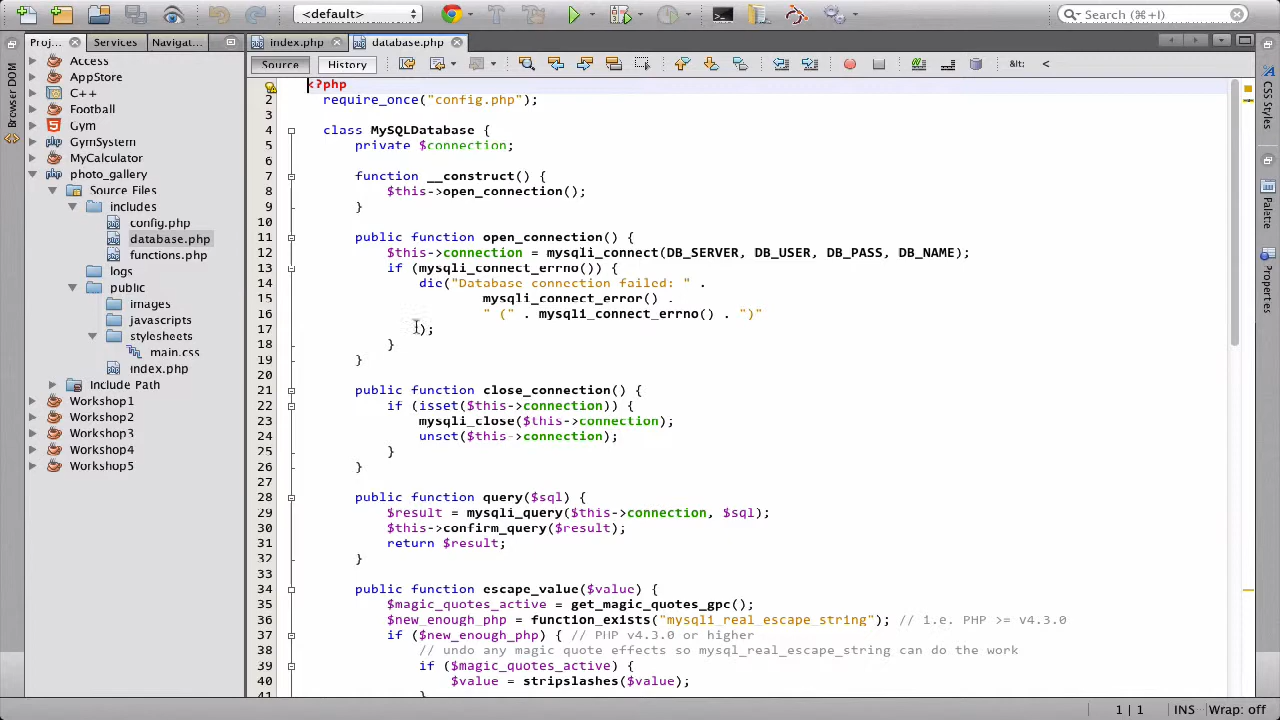 <default>
Search (⌘+I)
Browser DOM
Proj...
Services
Navigat...
index.php
database.php
Source
History
&lt:
<
CSS Styles
Palette
Properties
Access
AppStore
C++
Football
Gym
GymSystem
MyCalculator
photo_gallery
Source Files
includes
config.php
database.php
functions.php
logs
public
images
javascripts
stylesheets
main.css
index.php
Include Path
Workshop1
Workshop2
Workshop3
Workshop4
Workshop5
<?php
2 require_once("config.php");
3
4 class MySQLDatabase {
5 private $connection;
6
7 function __construct() {
8 $this->open_connection();
9 }
10
11 public function open_connection() {
12 $this->connection = mysqli_connect(DB_SERVER, DB_USER, DB_PASS, DB_NAME);
13 if (mysqli_connect_errno()) {
14 die("Database connection failed: " .
15 mysqli_connect_error() .
16 " (" . mysqli_connect_errno() . ")"
17 );
18 }
19 }
20
21 public function close_connection() {
22 if (isset($this->connection)) {
23 mysqli_close($this->connection);
24 unset($this->connection);
25 }
26 }
27
28 public function query($sql) {
29 $result = mysqli_query($this->connection, $sql);
30 $this->confirm_query($result);
31 return $result;
32 }
33
34 public function escape_value($value) {
35 $magic_quotes_active = get_magic_quotes_gpc();
36 $new_enough_php = function_exists("mysqli_real_escape_string"); // i.e. PHP >= v4.3.0
37 if ($new_enough_php) { // PHP v4.3.0 or higher
38 // undo any magic quote effects so mysql_real_escape_string can do the work
39 if ($magic_quotes_active) {
40 $value = stripslashes($value);
41 }
1 | 1
INS
Wrap: off